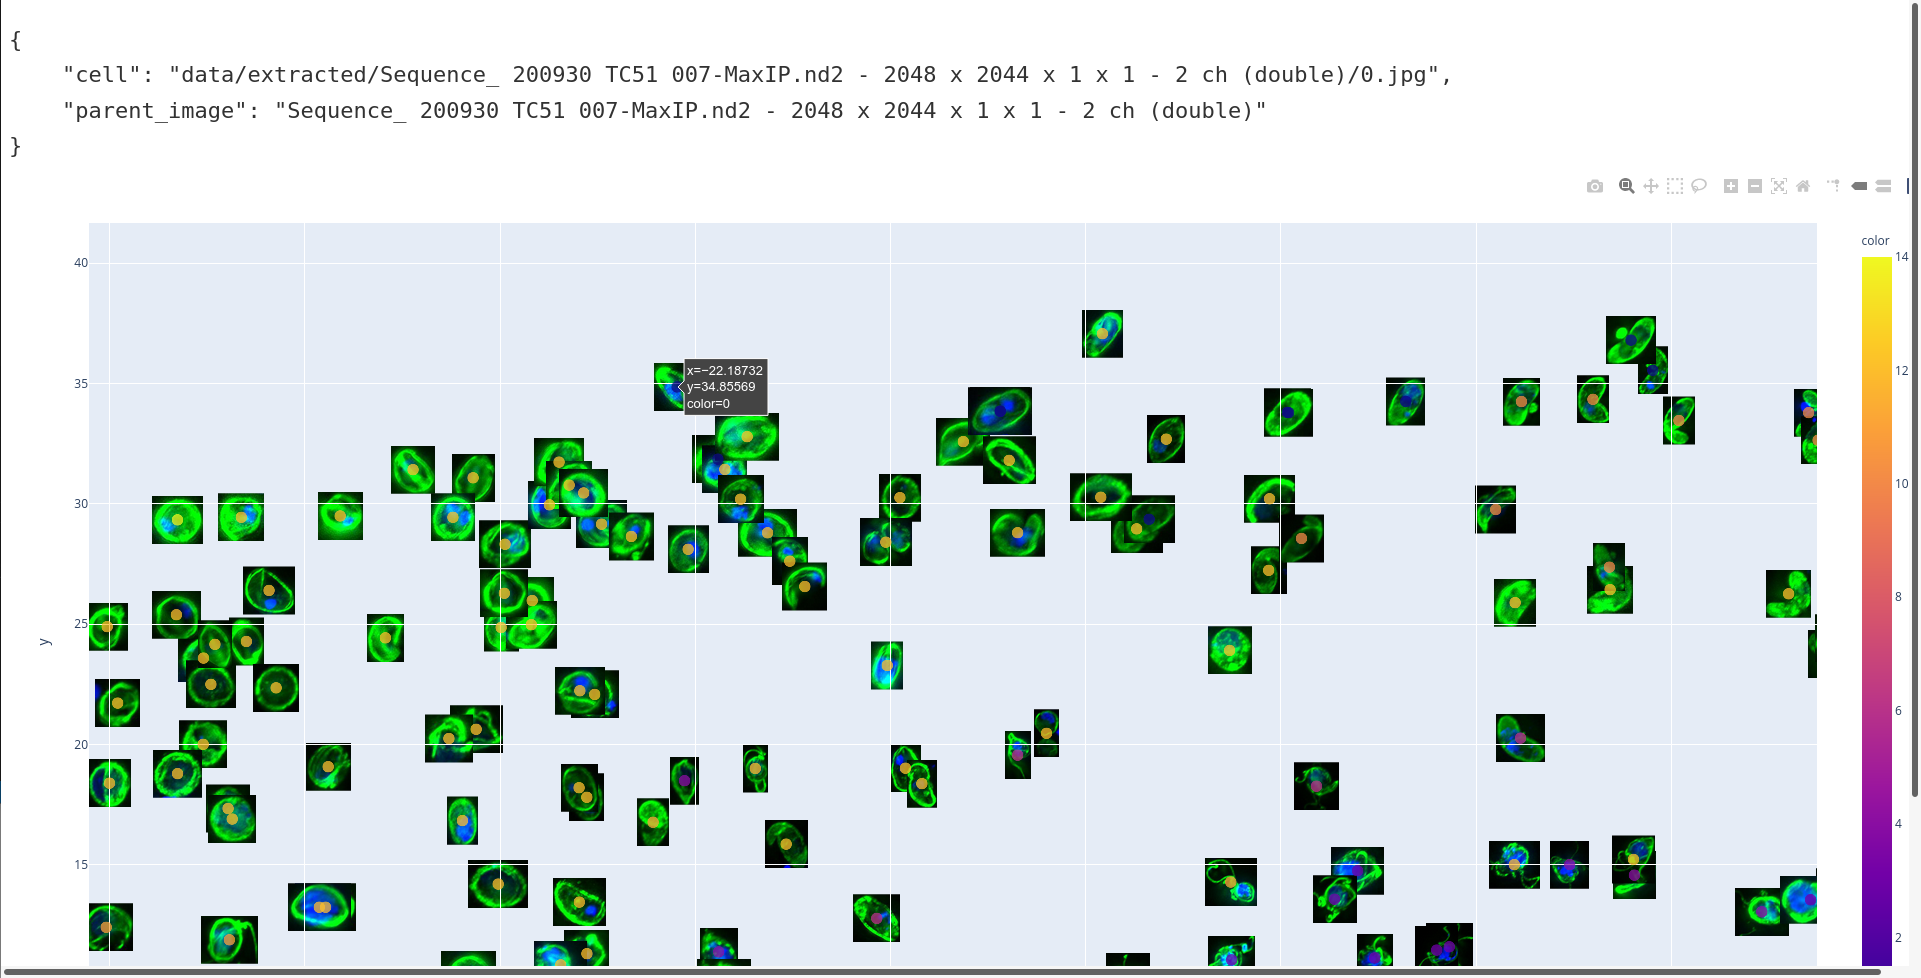 {
"cell": "data/extracted/Sequence_ 200930 TC51 007-MaxIP.nd2 - 2048 x 2044 x 1 x 1 - 2 ch (double)/0.jpg",
"parent_image": "Sequence_ 200930 TC51 007-MaxIP.nd2 - 2048 x 2044 x 1 x 1 - 2 ch (double)"
}
color
14
12
10
8
6
4
2
40
35
30
25
20
15
y
x=−22.18732
y=34.85569
color=0